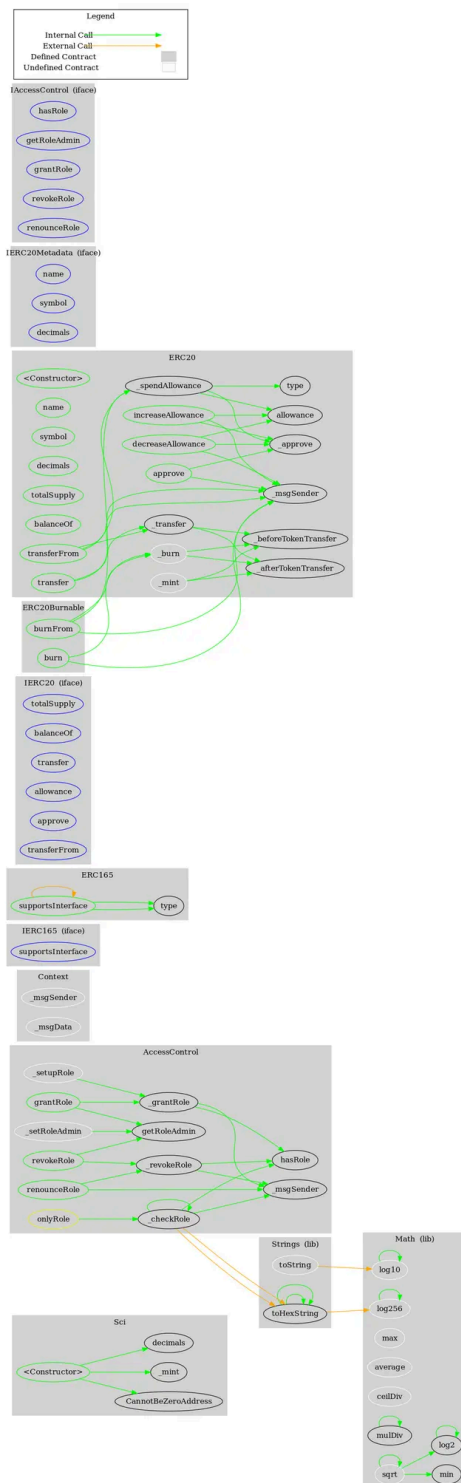 Legend
Internal Call
External Call
Defined Contract
Undefined Contract
IAccessControl (iface)
hasRole
getRoleAdmin
grantRole
revokeRole
renounceRole
IERC20Metadata (iface)
name
symbol
decimals
ERC20
<Constructor>
name
symbol
decimals
totalSupply
balanceOf
transferFrom
transfer
_spendAllowance
increaseAllowance
decreaseAllowance
approve
_transfer
_burn
_mint
type
allowance
_approve
_msgSender
_beforeTokenTransfer
_afterTokenTransfer
ERC20Burnable
burnFrom
burn
IERC20 (iface)
totalSupply
balanceOf
transfer
allowance
approve
transferFrom
ERC165
supportsInterface
type
IERC165 (iface)
supportsInterface
Context
_msgSender
_msgData
AccessControl
_setupRole
grantRole
_setRoleAdmin
revokeRole
renounceRole
onlyRole
_grantRole
getRoleAdmin
_revokeRole
_checkRole
hasRole
_msgSender
Strings (lib)
toString
toHexString
Math (lib)
log10
log256
max
average
ceilDiv
mulDiv
sqrt
log2
min
Sci
<Constructor>
decimals
_mint
CannotBeZeroAddress